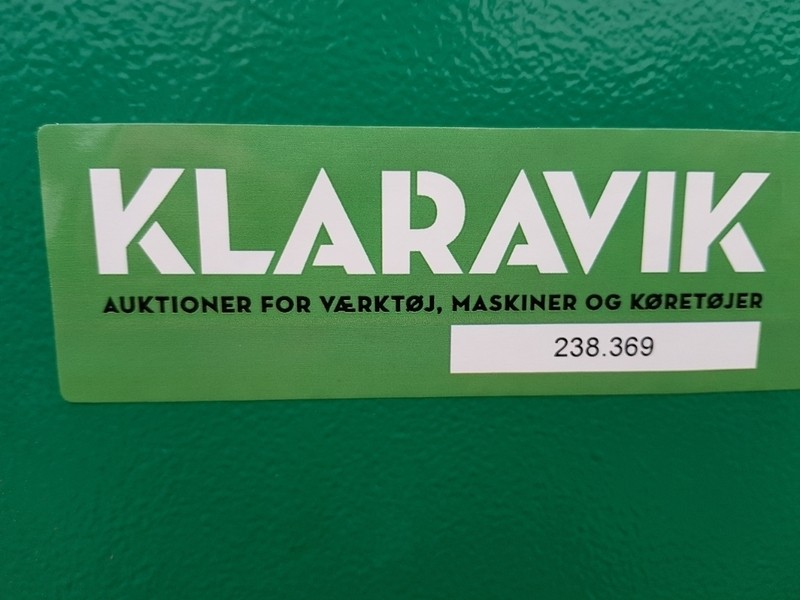 KLARAVIK
AUKTIONER FOR VÆRKTØJ, MASKINER OG KØRETØJER
238.369